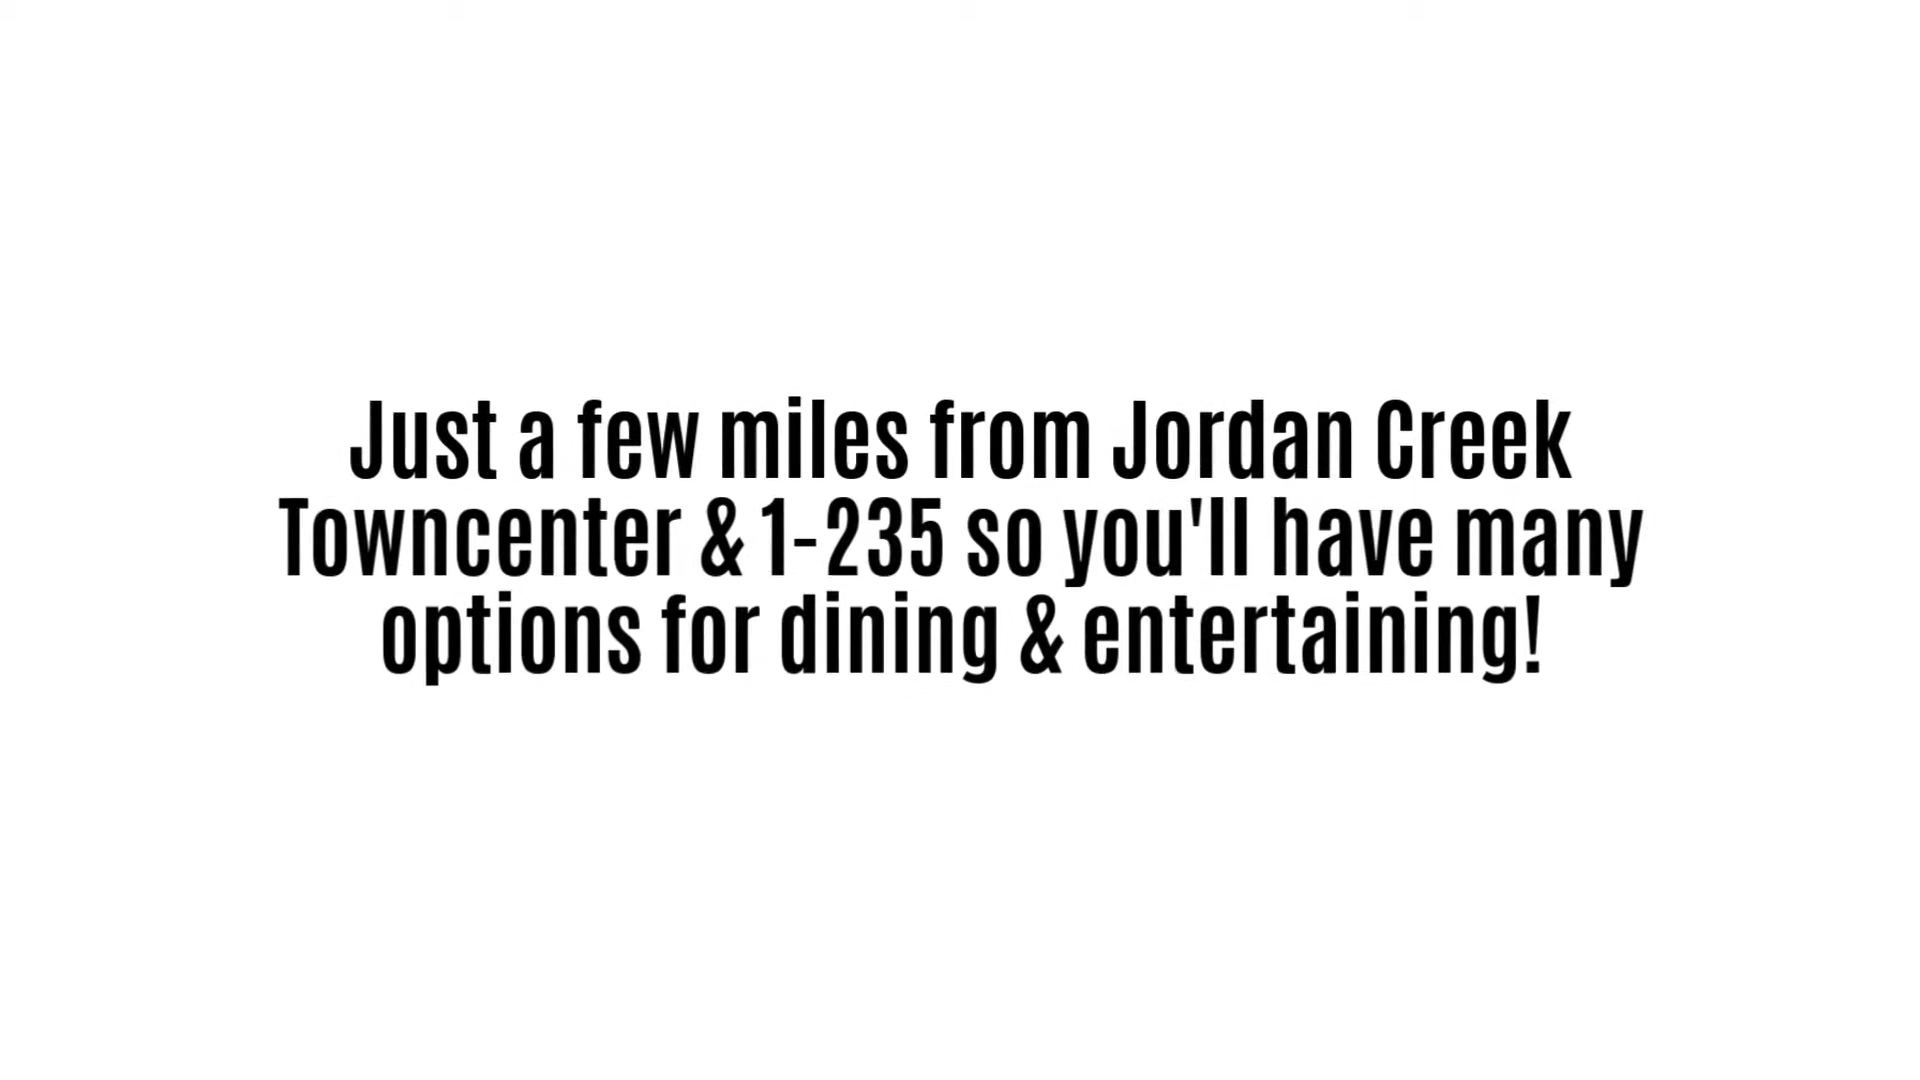 Just a few miles from Jordan Creek
Towncenter & 1-235 so you'll have many
options for dining & entertaining!